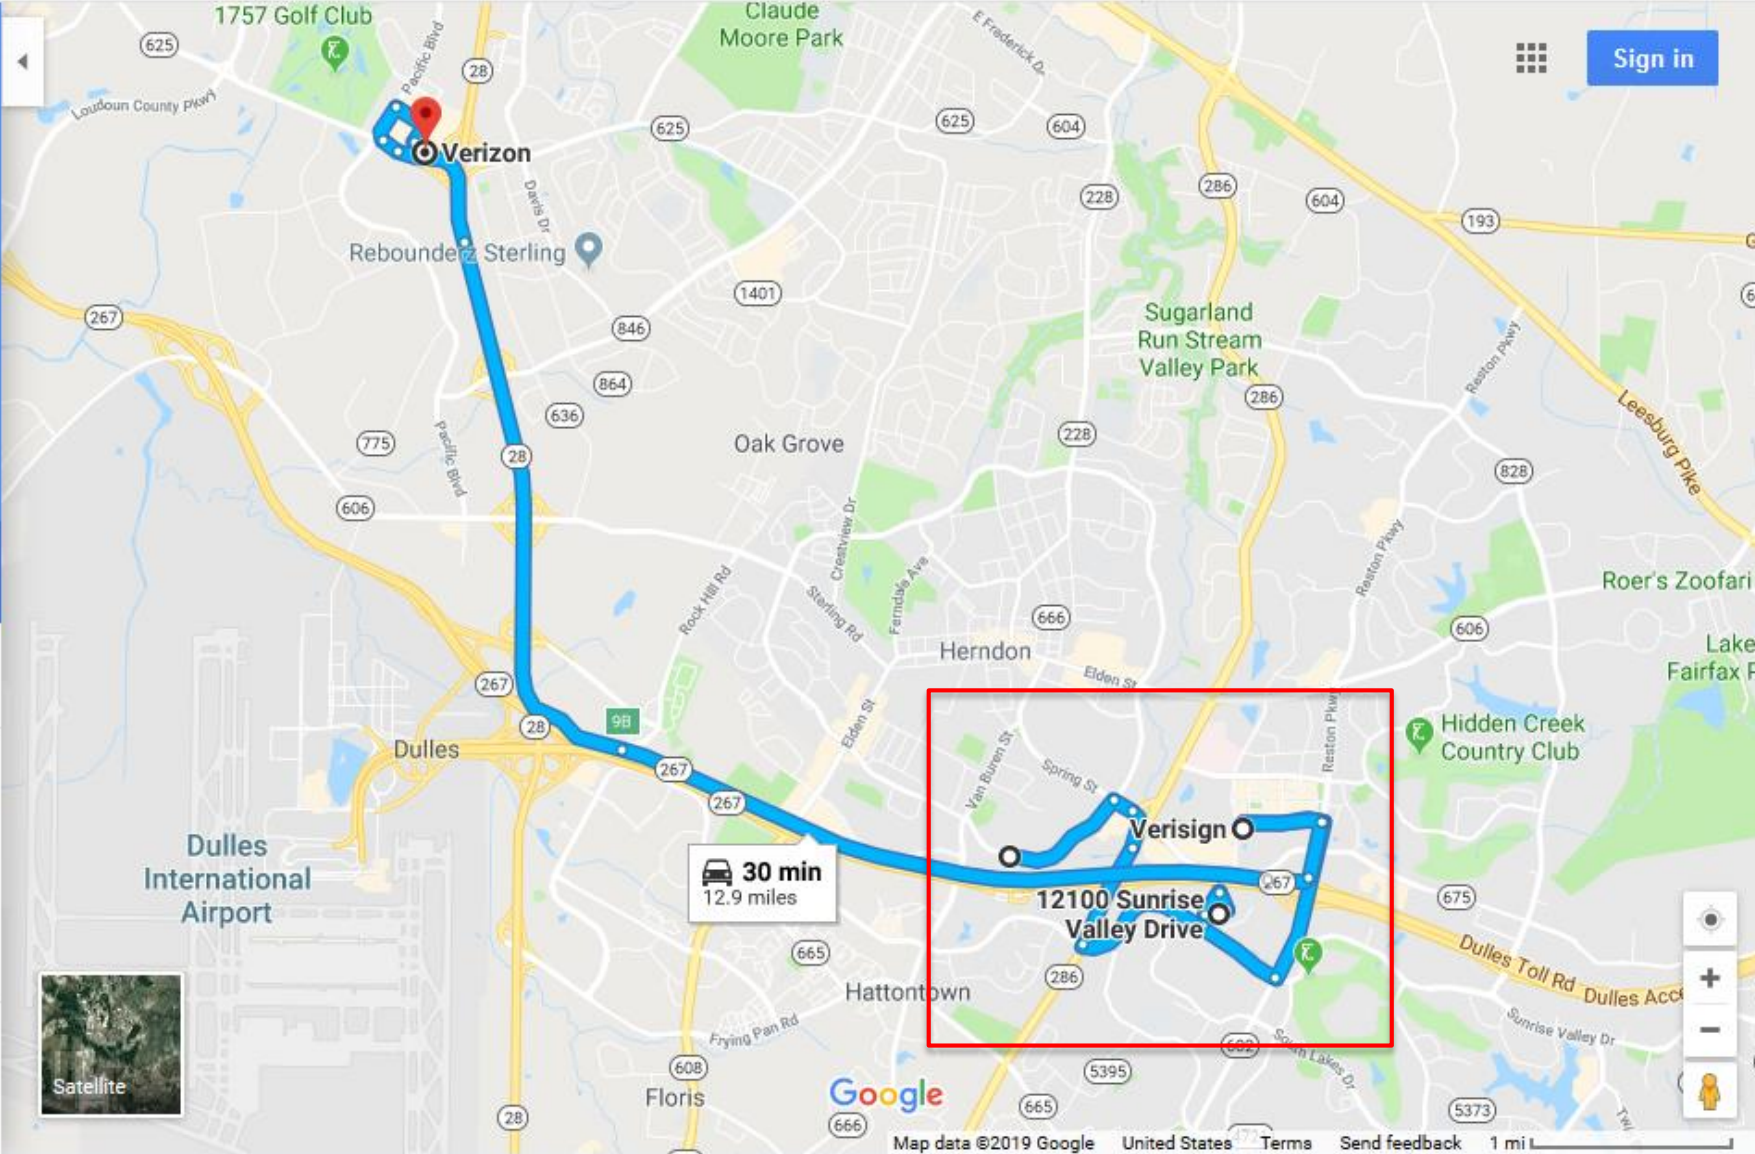 1757 Golf Club
Claude
Moore Park
E Frederick Dr
625
Pacific Blvd
28
Sign in
Loudoun County Pkwy
625
625
604
Verizon
Davis Dr
228
286
604
193
Rebounderz Sterling
1401
267
846
Sugarland
Run Stream
Valley Park
Reston Pkwy
864
286
636
Leesburg Pike
775
Pacific Blvd
Oak Grove
228
28
828
606
Crestview Dr
Reston Pkwy
Rock Hill Rd
Sterling Rd
Ferndale Ave
Roer's Zoofari
666
606
Herndon
Lake
Fairfax
Elden St
267
9B
28
Elden St
Reston Pkwy
Hidden Creek
Country Club
Dulles
267
Van Buren St
Spring St
267
Verisign
Dulles
International
Airport
30 min
12.9 miles
267
12100 Sunrise
Valley Drive
675
665
286
Dulles Toll Rd
Dulles Acce
Hattontown
Frying Pan Rd
602
South Lakes Dr
Sunrise Valley Dr
608
5395
Satellite
Floris
Google
665
5373
28
666
Map data ©2019 Google
United States
Terms
Send feedback
1 mi